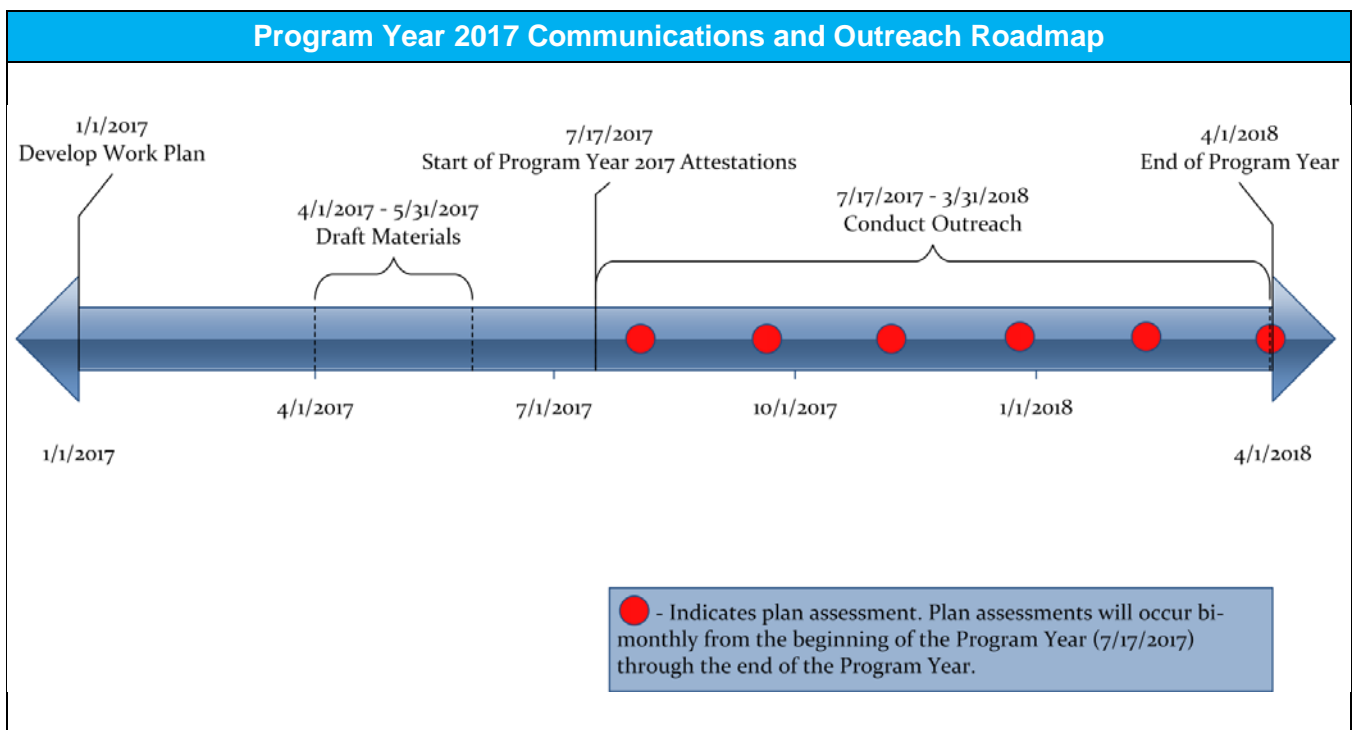 Program Year 2017 Communications and Outreach Roadmap
1/1/2017
Develop Work Plan
4/1/2017 - 5/31/2017
Draft Materials
7/17/2017
Start of Program Year 2017 Attestations
7/17/2017 - 3/31/2018
Conduct Outreach
4/1/2018
End of Program Year
4/1/2017
7/1/2017
10/1/2017
1/1/2018
1/1/2017
4/1/2018
- Indicates plan assessment. Plan assessments will occur bi-
monthly from the beginning of the Program Year (7/17/2017)
through the end of the Program Year.